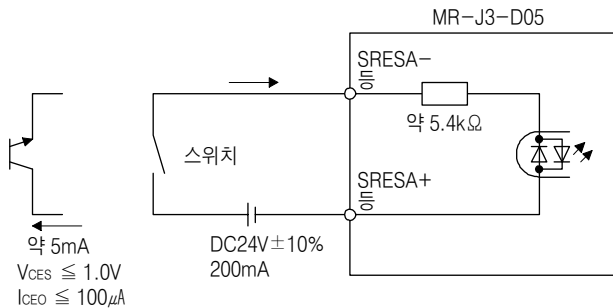 MR-J3-D05
SRESA-
등
약 5.4kΩ
스위치
SRESA+
등
약 5mA
VCES ≦ 1.0V
ICEO ≦ 100μA
DC24V±10%
200mA